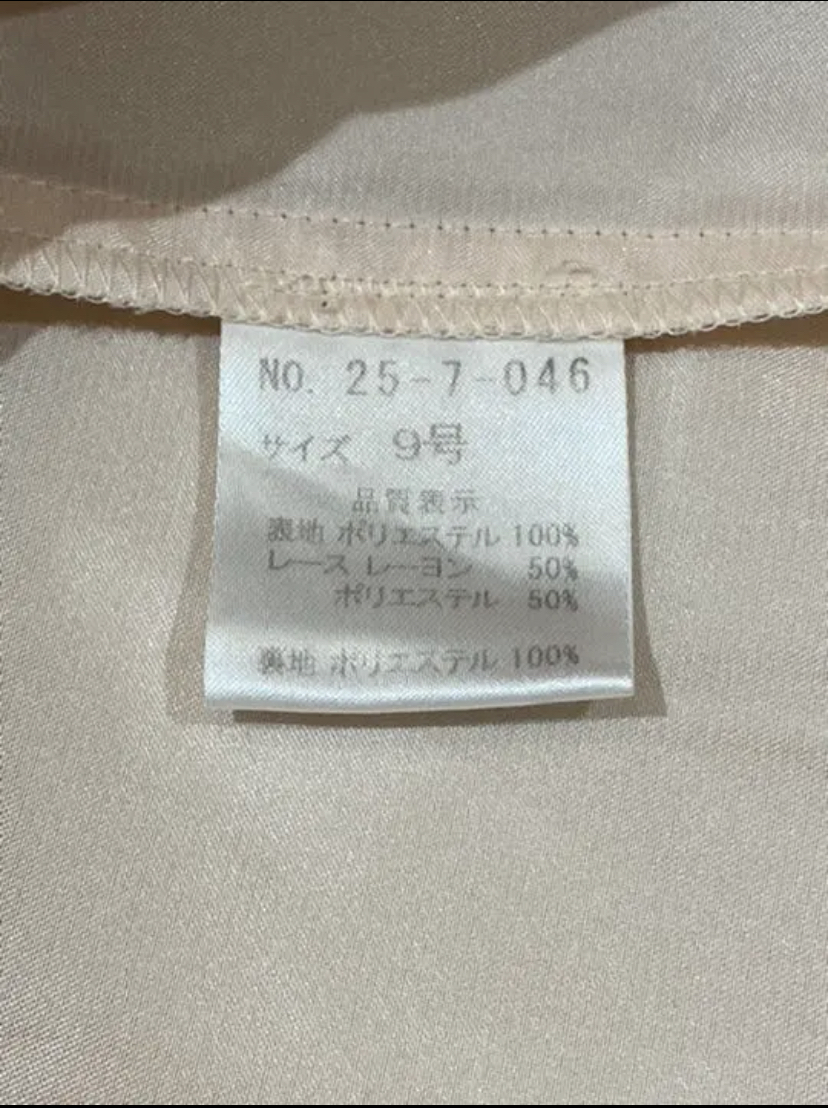 NO. 25-7-046
サイズ 9号
品質表示
表地 ポリエステル 100%
レース レーヨン 50%
ポリエステル 50%
裏地 ポリエステル 100%